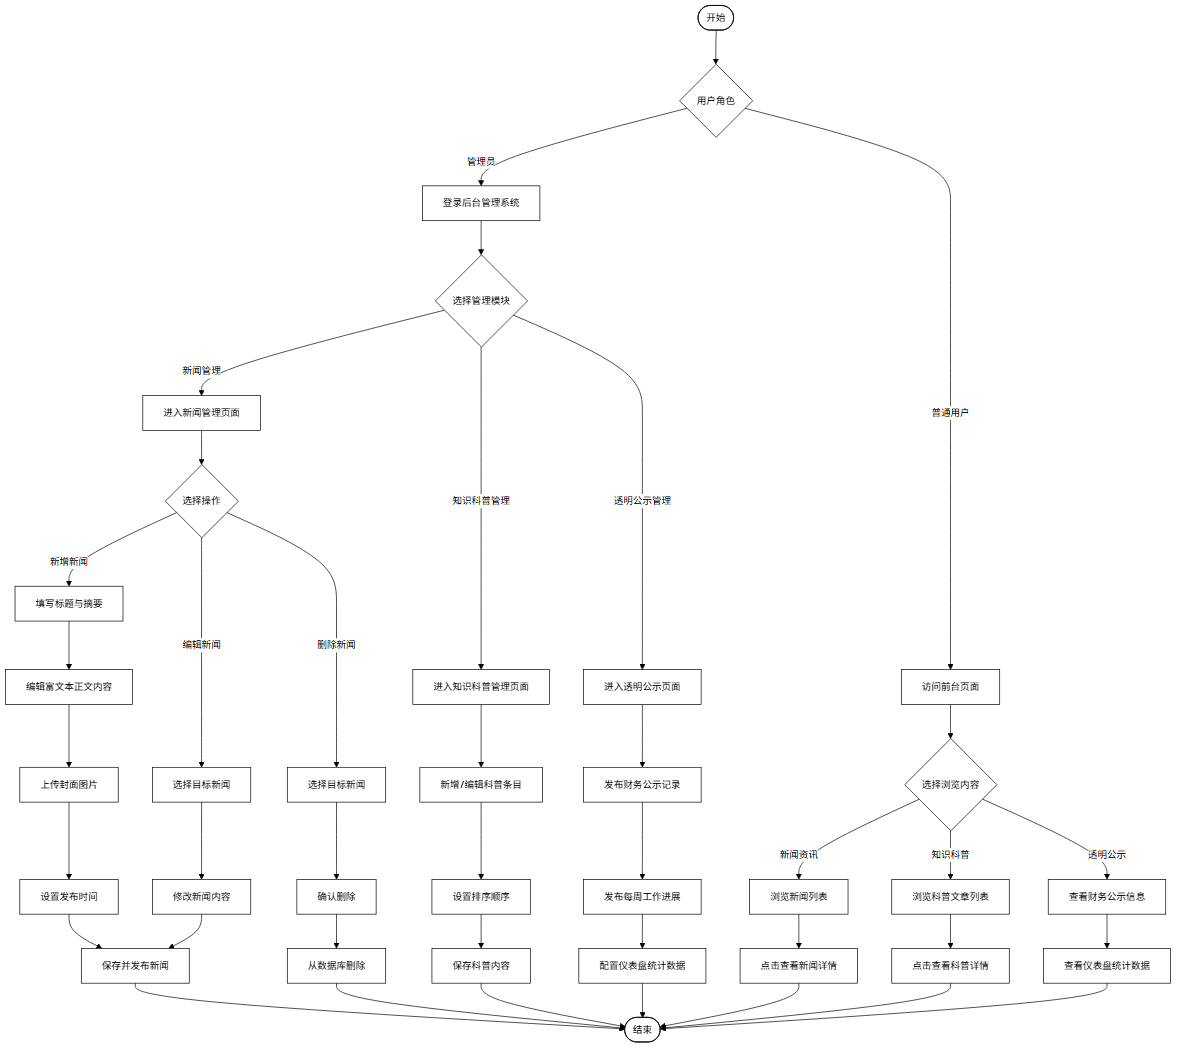 开始
用户角色
管理员
登录后台管理系统
选择管理模块
新闻管理
进入新闻管理页面
普通用户
选择操作
知识科普管理
透明公示管理
新增新闻
填写标题与摘要
编辑新闻
删除新闻
编辑富文本正文内容
进入知识科普管理页面
进入透明公示页面
访问前台页面
上传封面图片
选择目标新闻
选择目标新闻
新增/编辑科普条目
发布财务公示记录
选择浏览内容
新闻资讯
知识科普
透明公示
设置发布时间
修改新闻内容
确认删除
设置排序顺序
发布每周工作进展
浏览新闻列表
浏览科普文章列表
查看财务公示信息
保存并发布新闻
从数据库删除
保存科普内容
配置仪表盘统计数据
点击查看新闻详情
点击查看科普详情
查看仪表盘统计数据
结束